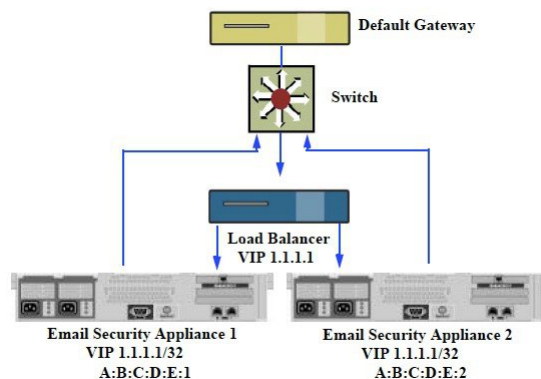 Default Gateway
Switch
Load Balancer
VIP 1.1.1.1
Email Security Appliance 1
VIP 1.1.1.1/32
A:B:C:D:E:1
Email Security Appliance 2
VIP 1.1.1.1/32
A:B:C:D:E:2